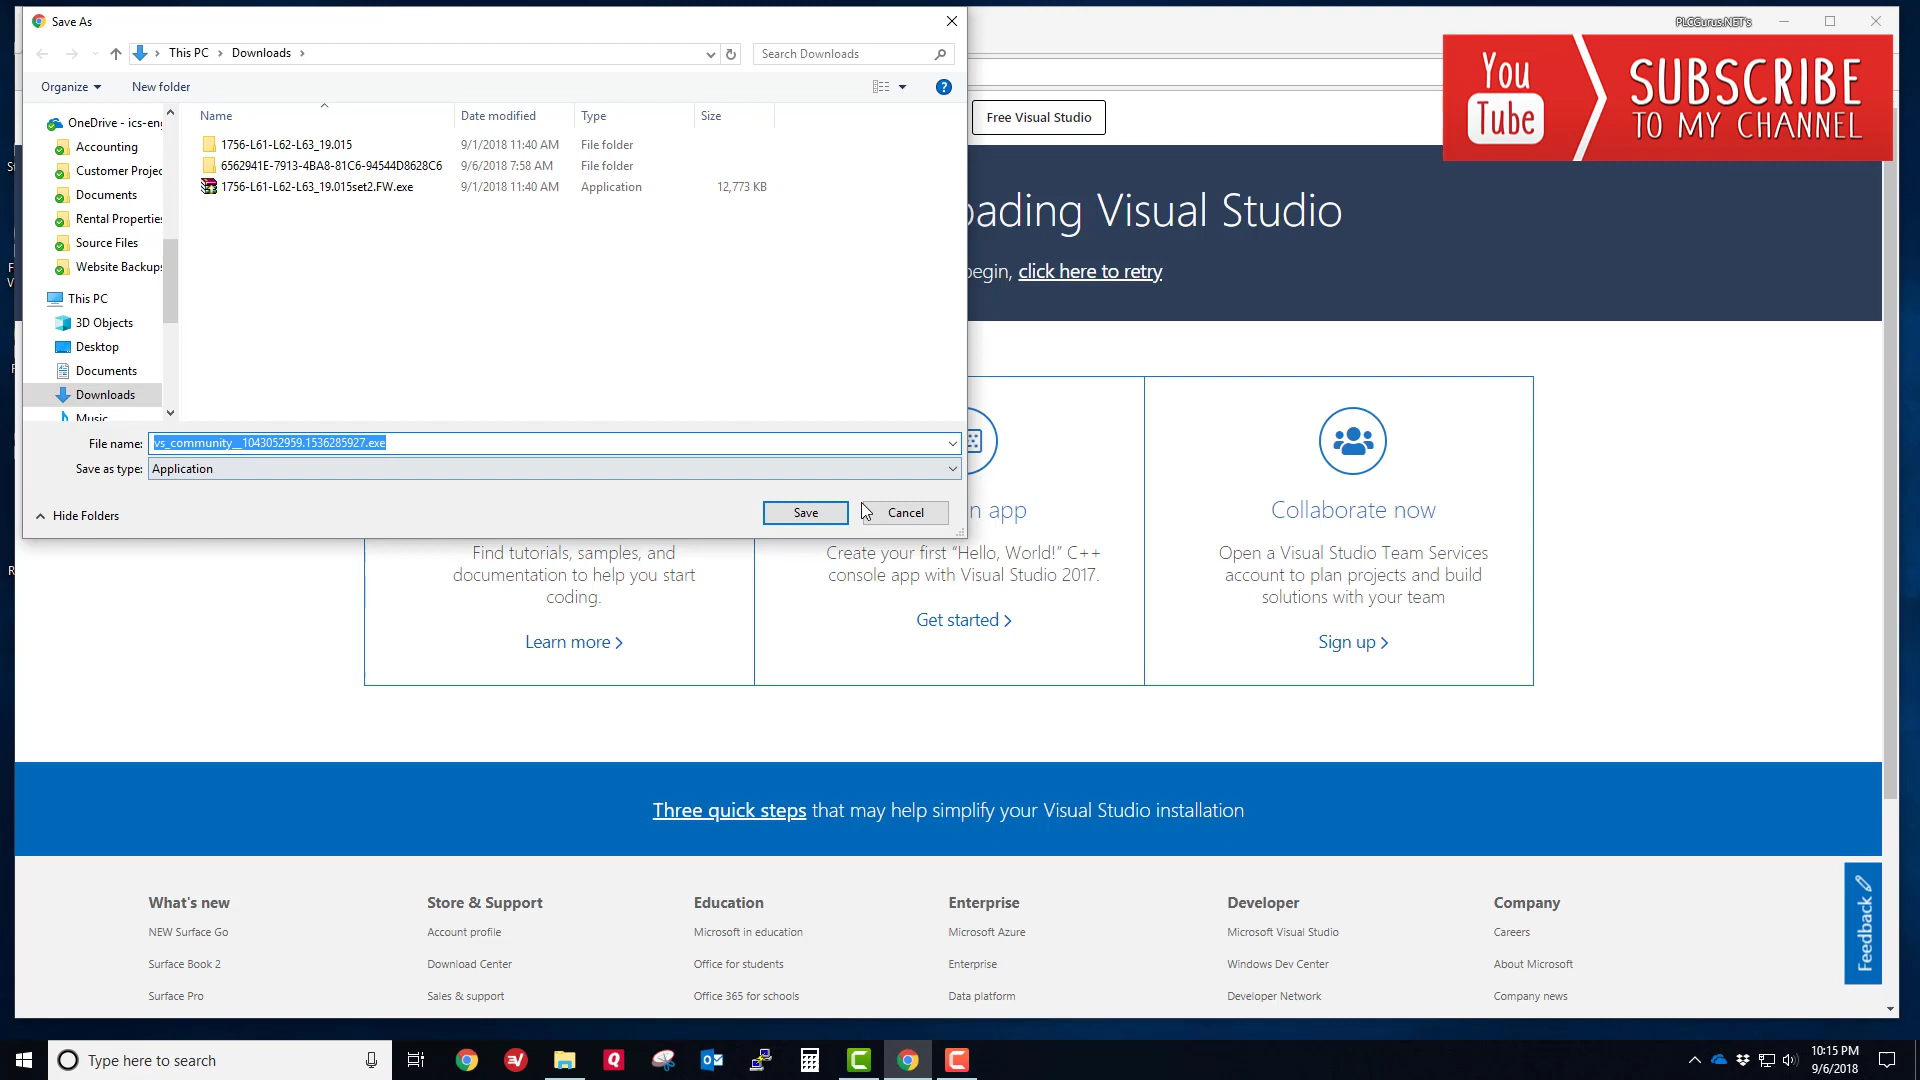 Save As
This PC
Downloads
Search Downloads
Organize
New folder
?
Name
Date modified
Type
Size
1756-L61-L62-L63_19.015
9/1/2018 11:40 AM
File folder
6562941E-7913-4BA8-81C6-94544D8628C6
9/6/2018 7:58 AM
File folder
1756-L61-L62-L63_19.015set2.FW.exe
9/1/2018 11:40 AM
Application
12,773 KB
OneDrive - ics-en
Accounting
Customer Projec
Documents
Rental Properties
Source Files
Website Backups
This PC
3D Objects
Desktop
Documents
Downloads
Music
File name:
vs_community__1043052959.1536285927.exe
Save as type:
Application
Hide Folders
Save
Cancel
PLCGurus.NET's
You
Tube
SUBSCRIBE
TO MY CHANNEL
Free Visual Studio
oading Visual Studio
begin, click here to retry
Find tutorials, samples, and
documentation to help you start
coding.
Learn more
n app
Create your first "Hello, World!" C++
console app with Visual Studio 2017.
Get started
Collaborate now
Open a Visual Studio Team Services
account to plan projects and build
solutions with your team
Sign up
Three quick steps that may help simplify your Visual Studio installation
Feedback
What's new
NEW Surface Go
Surface Book 2
Surface Pro
Store & Support
Account profile
Download Center
Sales & support
Education
Microsoft in education
Office for students
Office 365 for schools
Enterprise
Microsoft Azure
Enterprise
Data platform
Developer
Microsoft Visual Studio
Windows Dev Center
Developer Network
Company
Careers
About Microsoft
Company news
Type here to search
10:15 PM
9/6/2018